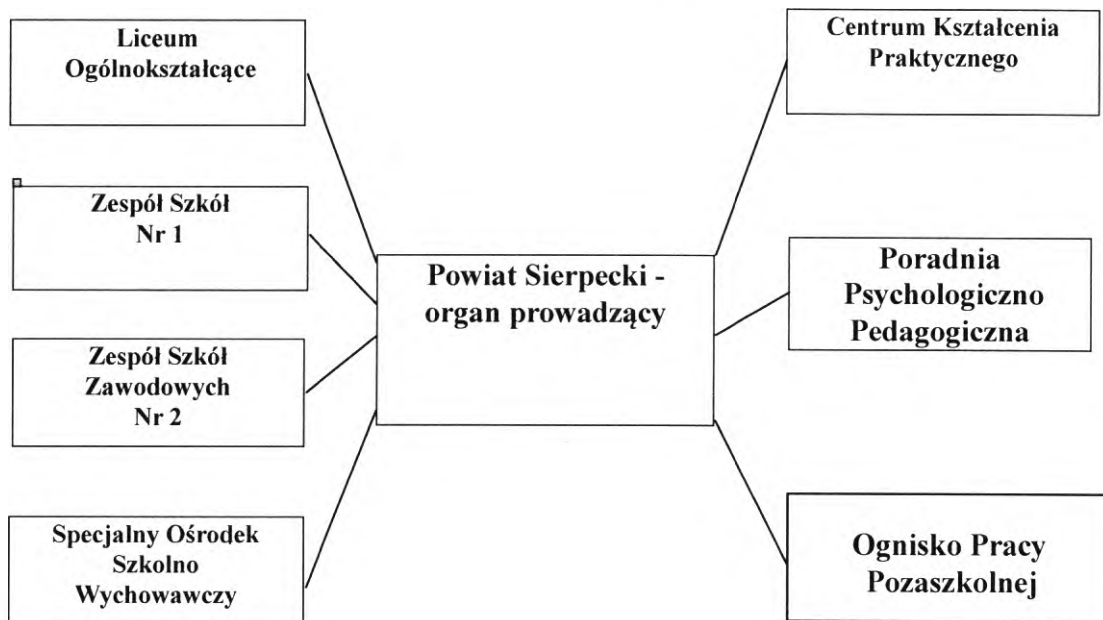 Liceum
Ogólnokształcące
Zespół Szkół
Nr 1
Zespół Szkół
Zawodowych
Nr 2
Specjalny Ośrodek
Szkolno
Wychowawczy
Powiat Sierpecki -
organ prowadzący
Centrum Kształcenia
Praktycznego
Poradnia
Psychologiczno
Pedagogiczna
Ognisko Pracy
Pozaszkolnej